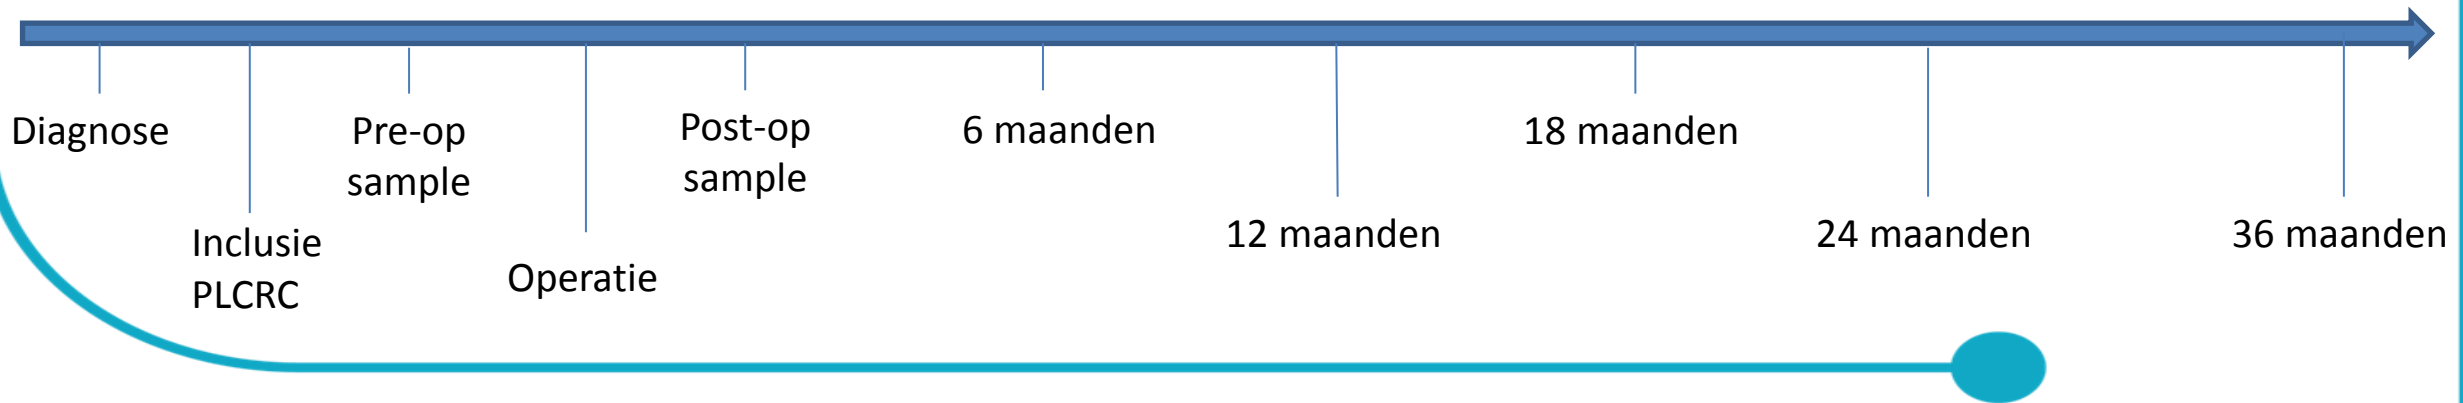 Diagnose
Inclusie
PLCRC
Pre-op
sample
Operatie
Post-op
sample
6 maanden
12 maanden
18 maanden
24 maanden
36 maanden